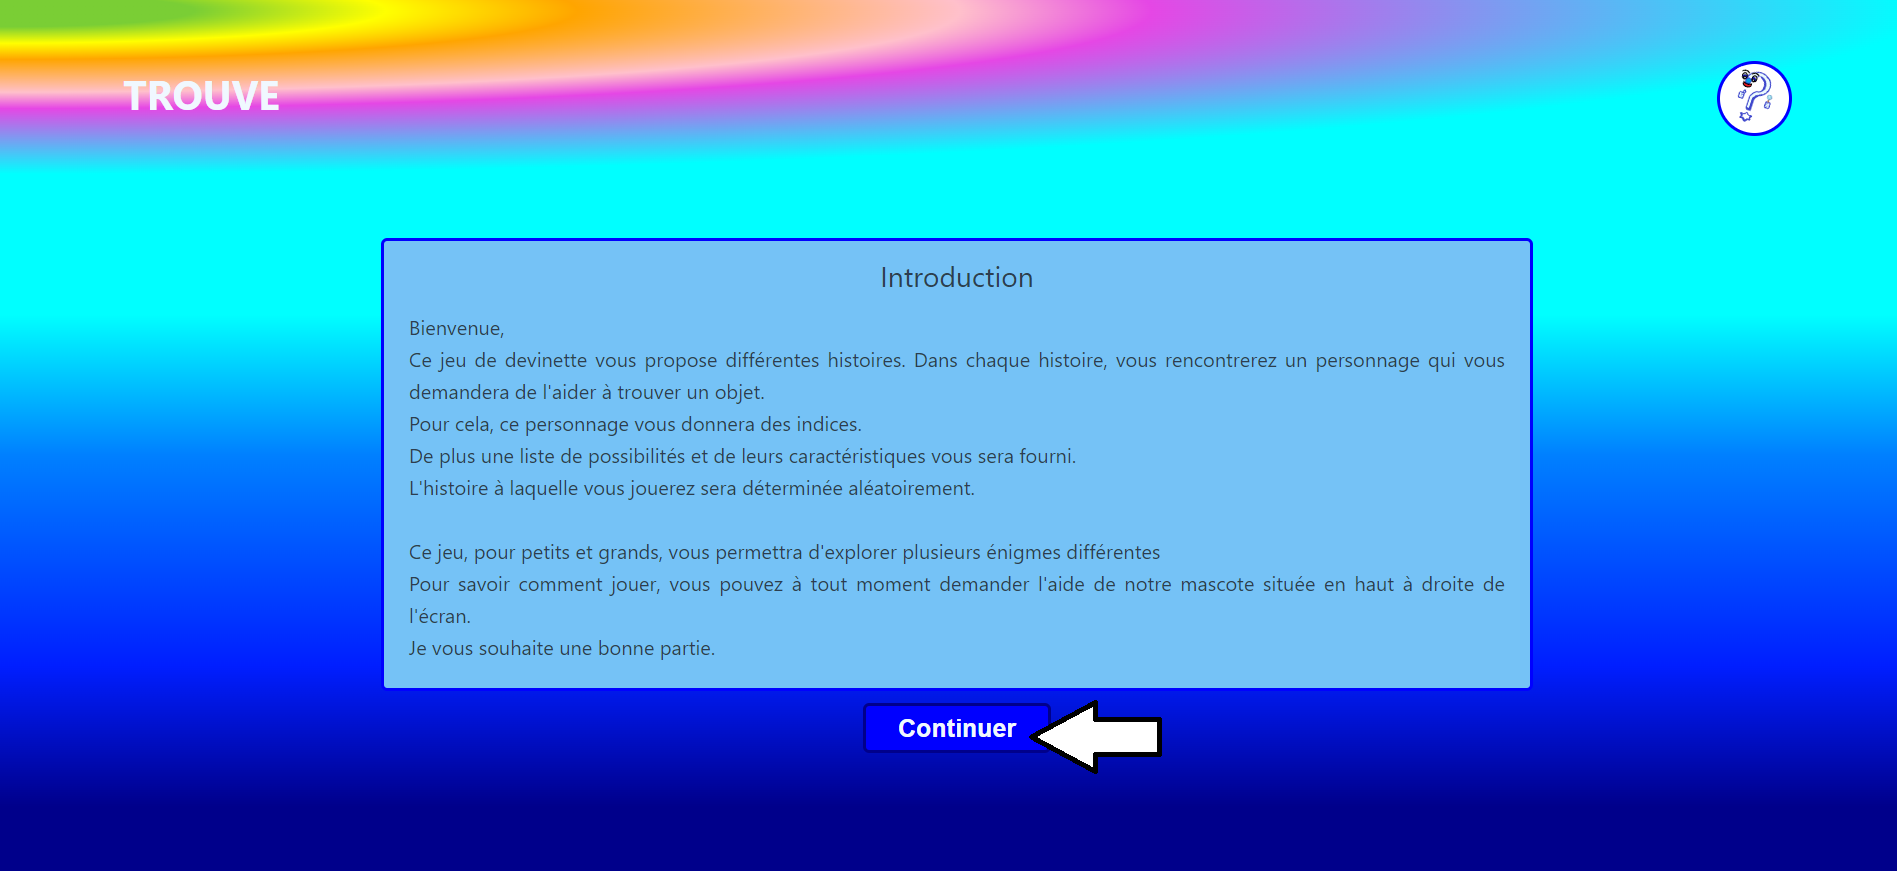 TROUVE
Introduction
Bienvenue,
Ce jeu de devinette vous propose différentes histoires. Dans chaque histoire, vous rencontrerez un personnage qui vous
demandera de l'aider à trouver un objet.
Pour cela, ce personnage vous donnera des indices.
De plus une liste de possibilités et de leurs caractéristiques vous sera fourni.
L'histoire à laquelle vous jouerez sera déterminée aléatoirement.
Ce jeu, pour petits et grands, vous permettra d'explorer plusieurs énigmes différentes
Pour savoir comment jouer, vous pouvez à tout moment demander l'aide de notre mascote située en haut à droite de
l'écran.
Je vous souhaite une bonne partie.
Continuer